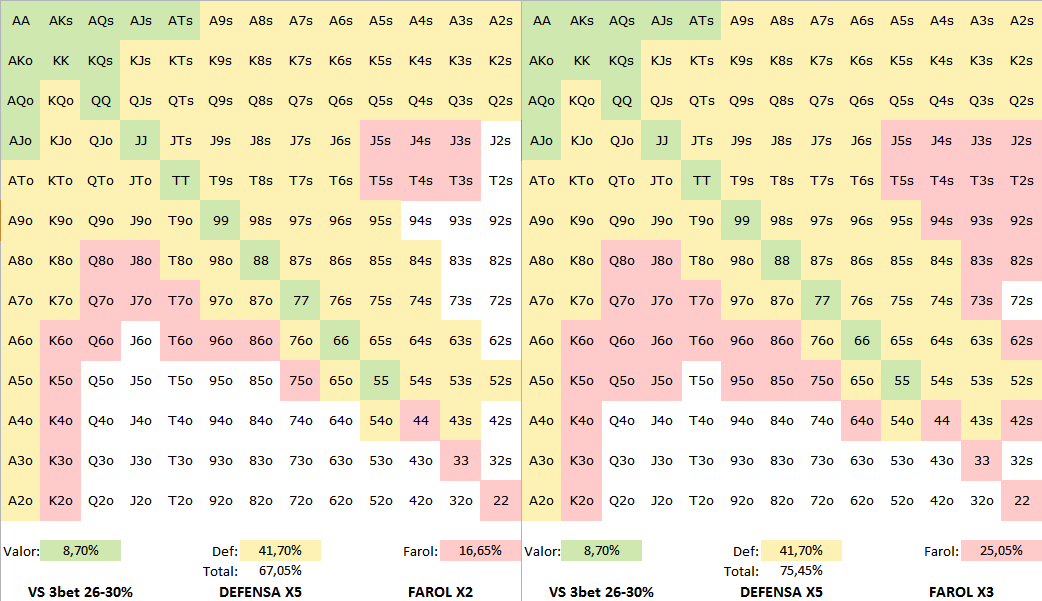 AA AKs AQs AJs ATs A9s A8s A7s A6s A5s A4s A3s A2s AA AKs AQs AJs ATs A9s A8s A7s A6s A5s A4s A3s A2s
AKo KK KQs KJs KTs K9s K8s K7s K6s K5s K4s K3s K2s AKo KK KQs KJs KTs K9s K8s K7s K6s K5s K4s K3s K2s
AQo KQo QQ QJs QTs Q9s Q8s Q7s Q6s Q5s Q4s Q3s Q2s AQo KQo QQ QJs QTs Q9s Q8s Q7s Q6s Q5s Q4s Q3s Q2s
AJo KJo QJo JJ JTs J9s J8s J7s J6s J5s J4s J3s J2s AJo KJo QJo JJ JTs J9s J8s J7s J6s J5s J4s J3s J2s
ATo KTo QTo JTo TT T9s T8s T7s T6s T5s T4s T3s T2s ATo KTo QTo JTo TT T9s T8s T7s T6s T5s T4s T3s T2s
A9o K9o Q9o J9o T9o 99 98s 97s 96s 95s 94s 93s 92s A9o K9o Q9o J9o T9o 99 98s 97s 96s 95s 94s 93s 92s
A8o K8o Q8o J8o T8o 98o 88 87s 86s 85s 84s 83s 82s A8o K8o Q8o J8o T8o 98o 88 87s 86s 85s 84s 83s 82s
A7o K7o Q7o J7o T7o 97o 87o 77 76s 75s 74s 73s 72s A7o K7o Q7o J7o T7o 97o 87o 77 76s 75s 74s 73s 72s
A6o K6o Q6o J6o T6o 96o 86o 76o 66 65s 64s 63s 62s A6o K6o Q6o J6o T6o 96o 86o 76o 66 65s 64s 63s 62s
A5o K5o Q5o J5o T5o 95o 85o 75o 65o 55 54s 53s 52s A5o K5o Q5o J5o T5o 95o 85o 75o 65o 55 54s 53s 52s
A4o K4o Q4o J4o T4o 94o 84o 74o 64o 54o 44 43s 42s A4o K4o Q4o J4o T4o 94o 84o 74o 64o 54o 44 43s 42s
A3o K3o Q3o J3o T3o 93o 83o 73o 63o 53o 43o 33 32s A3o K3o Q3o J3o T3o 93o 83o 73o 63o 53o 43o 33 32s
A2o K2o Q2o J2o T2o 92o 82o 72o 62o 52o 42o 32o 22 A2o K2o Q2o J2o T2o 92o 82o 72o 62o 52o 42o 32o 22
Valor: 8,70% Def: 41,70% Farol: 16,65% Valor: 8,70% Def: 41,70% Farol: 25,05%
Total: 67,05% Total: 75,45%
VS 3bet 26-30% DEFENSA X5 FAROL X2 VS 3bet 26-30% DEFENSA X5 FAROL X3